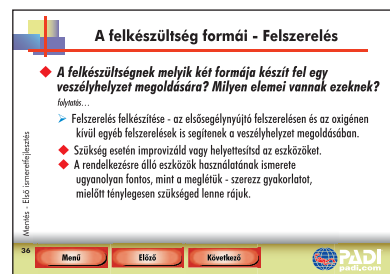 A felkészültség formái - Felszerelés
A felkészültségnek melyik két formája készít fel egy
veszélyhelyzet megoldására? Milyen elemei vannak ezeknek?
folytatás…
Felszerelés felkészítése - az elsősegélynyújtó felszerelésen és az oxigénen
kívül egyéb felszerelések is segítenek a veszélyhelyzet megoldásában.
Szükség esetén improvizáld vagy helyettesítsd az eszközöket.
A rendelkezésre álló eszközök használatának ismerete
ugyanolyan fontos, mint a meglétük - szerezz gyakorlatot,
mielőtt ténylegesen szükséged lenne rájuk.
Mentés - Első ismeretfejlesztés
36
Menü
Előző
Következő
PADI
padi.com